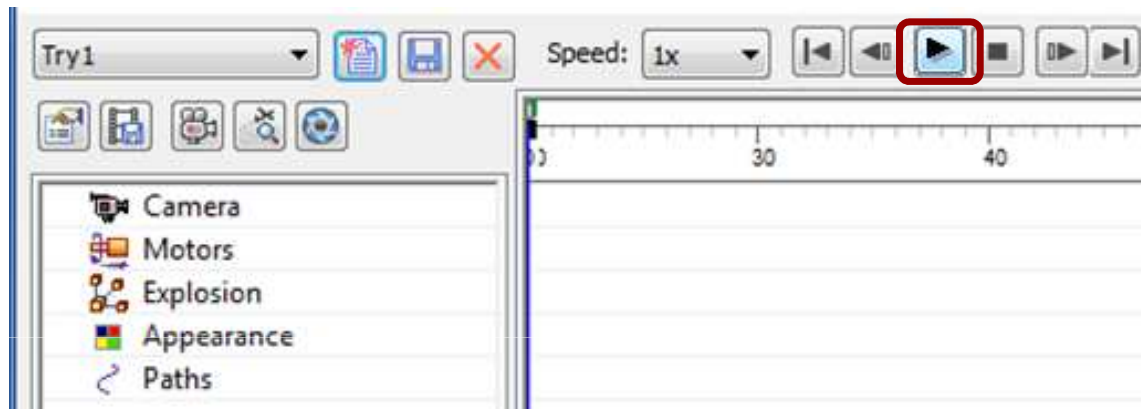 Try1 Speed: 1x
30 40
Camera
Motors
Explosion
Appearance
Paths